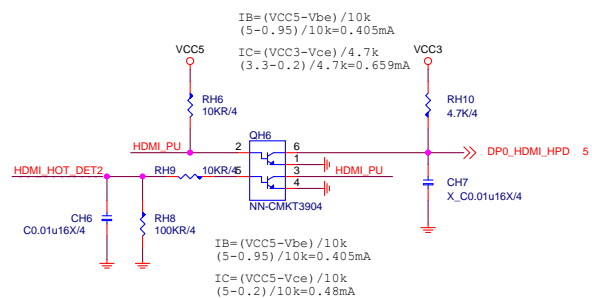 IB=(VCC5-Vbe)/10k
(5-0.95)/10k=0.405mA
IC=(VCC3-Vce)/4.7k
(3.3-0.2)/4.7k=0.659mA
VCC5
VCC3
RH6
10KR/4
RH10
4.7K/4
QH6
HDMI_PU
2
6
1
DP0_HDMI_HPD 5
HDMI_HOT_DET2
RH9
10KR/4
5
3
HDMI_PU
4
CH7
X_C0.01u16X/4
NN-CMKT3904
CH6
C0.01u16X/4
RH8
100KR/4
IB=(VCC5-Vbe)/10k
(5-0.95)/10k=0.405mA
IC=(VCC5-Vce)/10k
(5-0.2)/10k=0.48mA